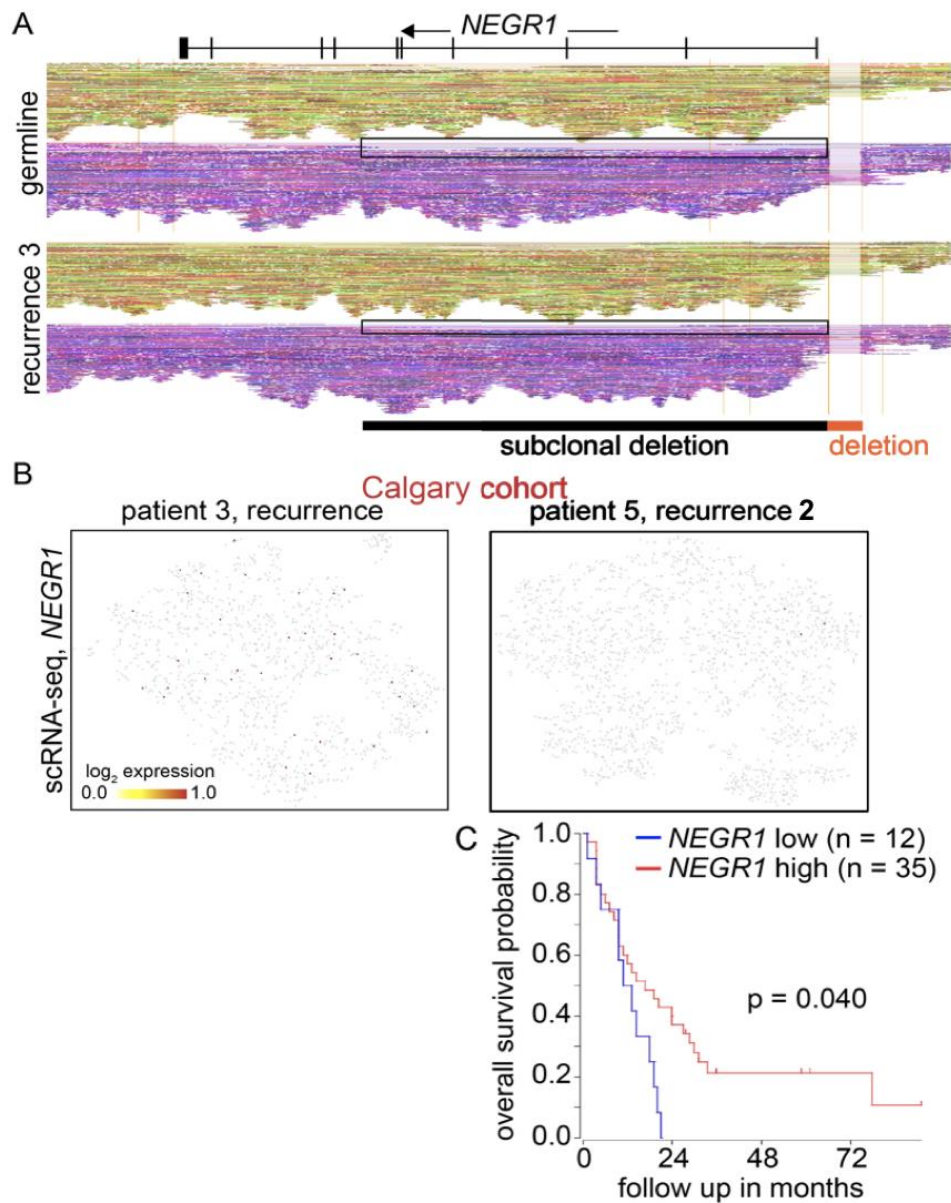 A
NEGR1
germline
recurrence 3
subclonal deletion
deletion
B
Calgary cohort
patient 3, recurrence
patient 5, recurrence 2
scRNA-seq, NEGR1
log2 expression
0.0
1.0
C
NEGR1 low (n = 12)
NEGR1 high (n = 35)
p = 0.040
overall survival probability
1.0
0.8
0.6
0.4
0.2
0.0
0
24
48
72
follow up in months